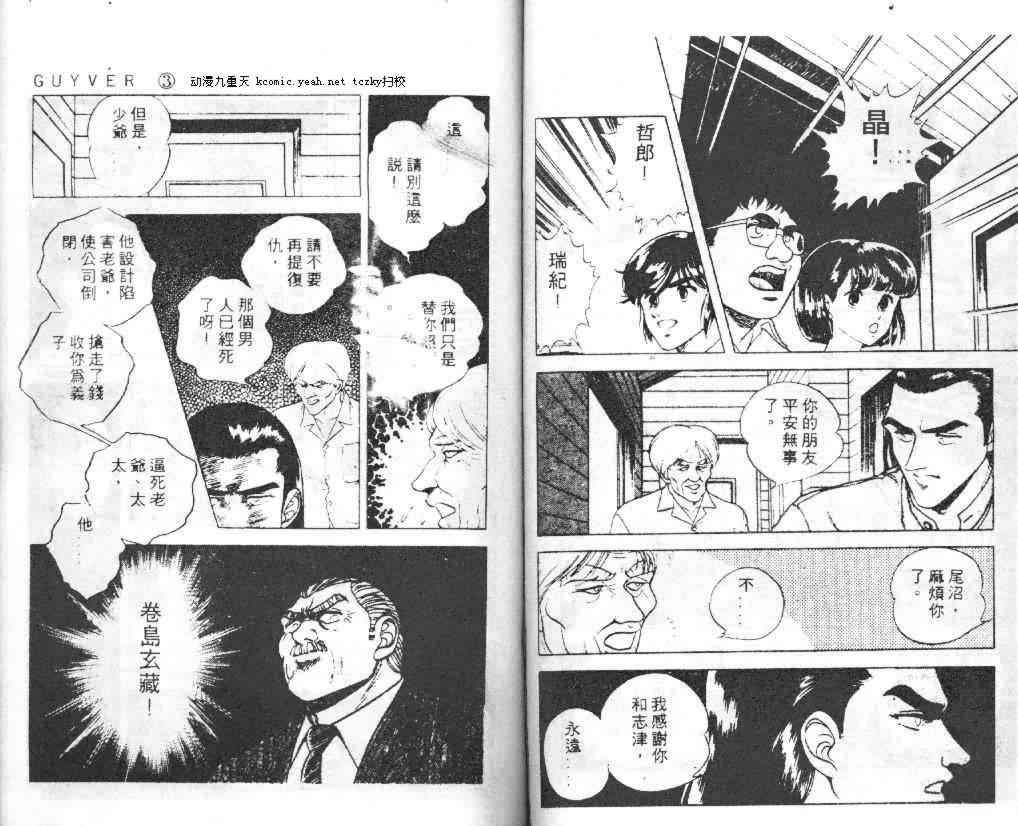 晶!……
哲郎!
瑞紀!
你的朋友
平安無事
了。
尾沼,
麻煩你
了。
不
……
我感謝你
和志津,
永遠……
GUYVER ③ 动漫九重天 kcomic.yeah.net tczky扫校
這
請別這麼
説!
我們只是
替你
但是,
少爺……
請不要
再提復
仇,
那個男
人已經死
了呀!
他設計陷
害老爺,
使公司倒
閉,
搶走了錢
收你為義
子
逼死老
爺、太
太,
他……
卷島玄藏!